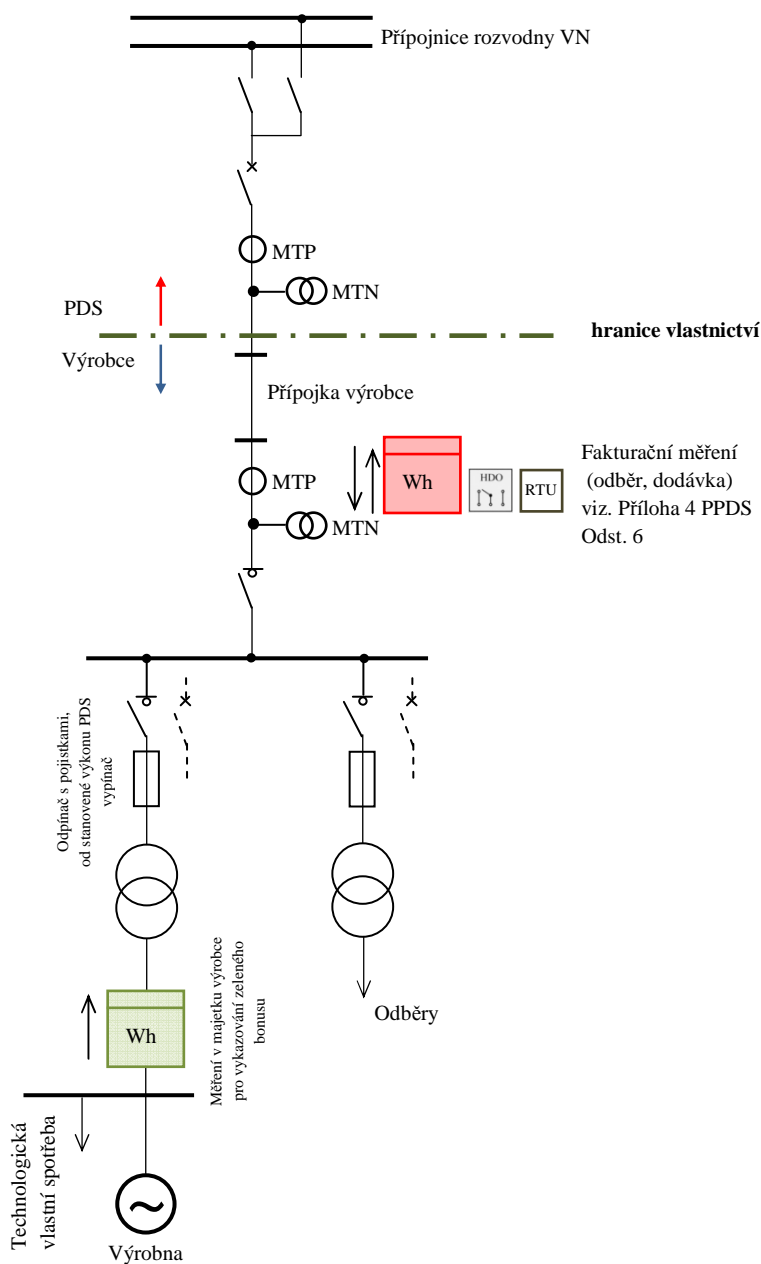 Přípojnice rozvodny VN
MTP
MTN
PDS
hranice vlastnictví
Výrobce
Přípojka výrobce
MTP
Wh
HDO
RTU
Fakturační měření
(odběr, dodávka)
viz. Příloha 4 PPDS
Odst. 6
MTN
Odpínač s pojistkami,
od stanovené výkonu PDS
vypínač
Měření v majetku výrobce
pro vykazování zeleného
bonusu
Wh
Odběry
Technologická
vlastní spotřeba
Výrobna